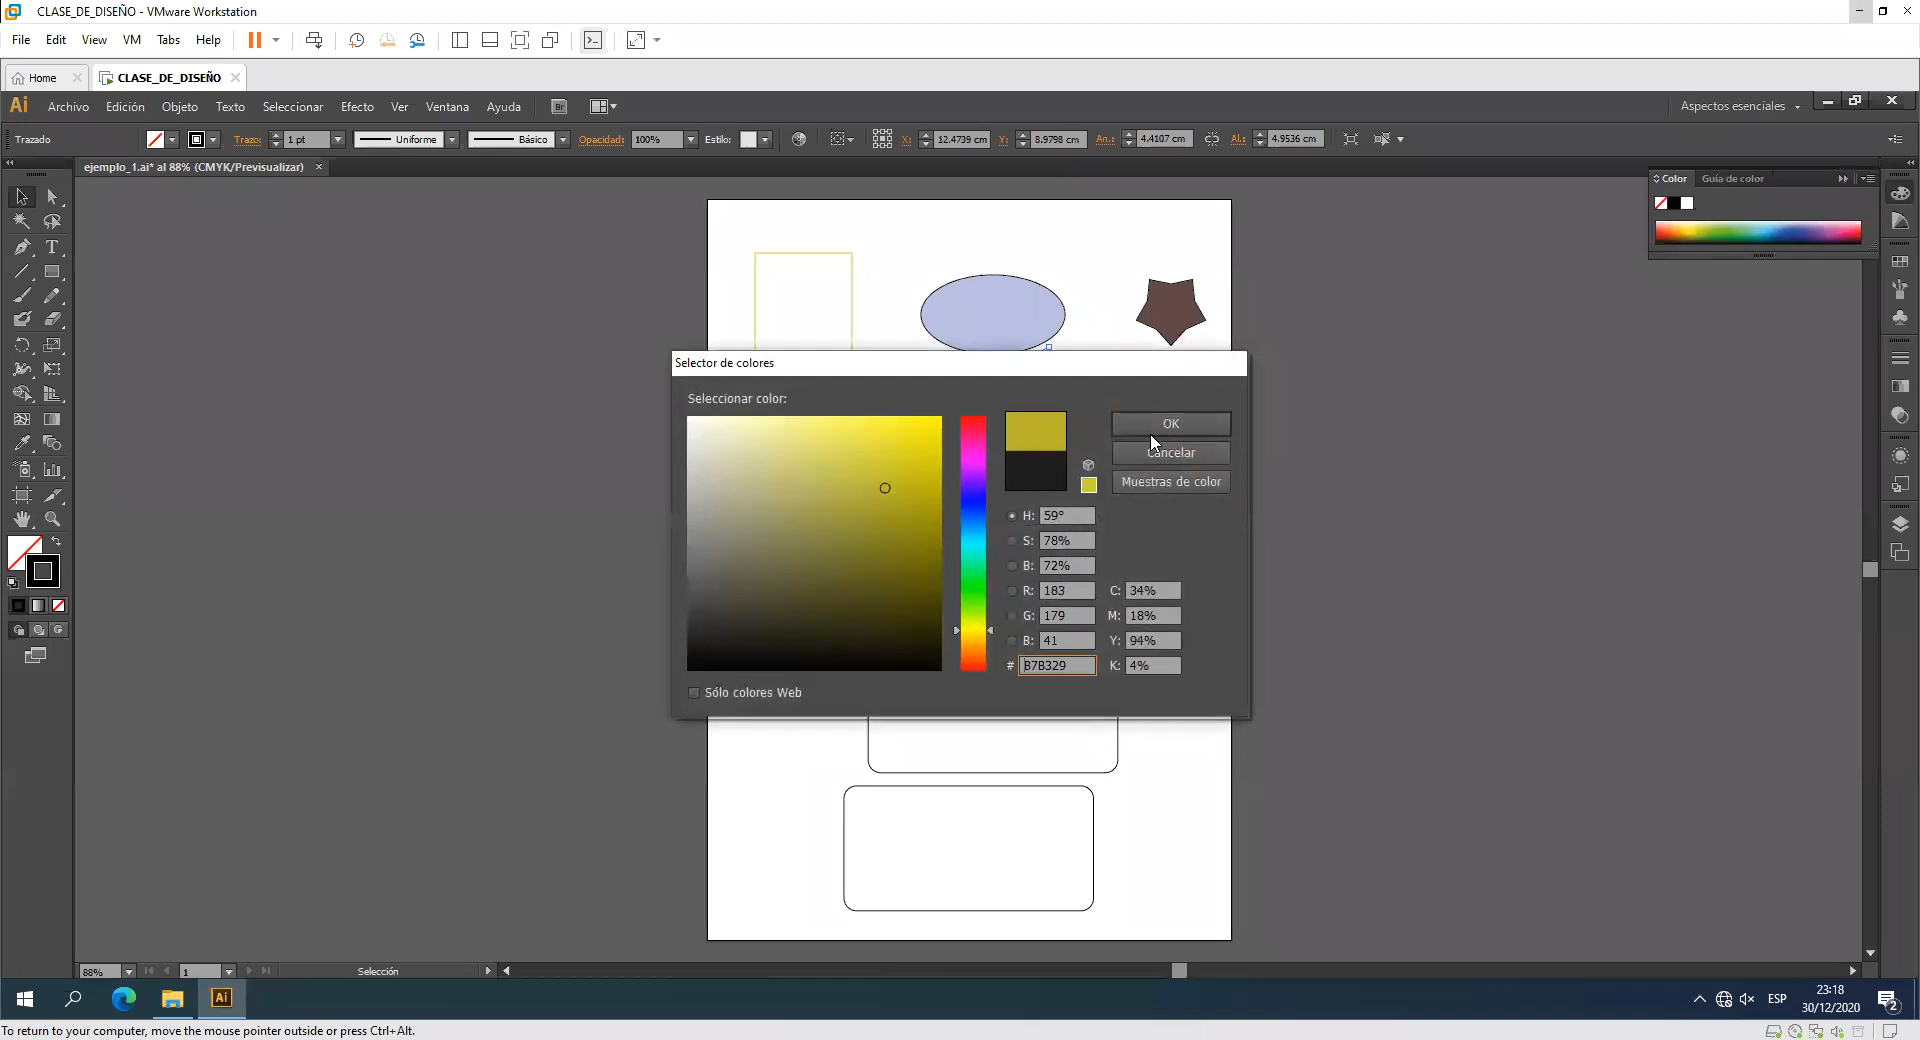 CLASE_DE_DISEÑO - VMware Workstation
File Edit View VM Tabs Help
Home CLASE_DE_DISEÑO
Ai Archivo Edición Objeto Texto Seleccionar Efecto Ver Ventana Ayuda Br Aspectos esenciales
Trazado Trazo: 1 pt Uniforme Básico Opacidad: 100% Estilo: X: 12.4739 cm Y: 8.9798 cm An.: 4.4107 cm Al.: 4.9536 cm
ejemplo_1.ai* al 88% (CMYK/Previsualizar)
Color Guía de color
Selector de colores
Seleccionar color:
OK
Cancelar
Muestras de color
H: 59°
S: 78%
B: 72%
R: 183 C: 34%
G: 179 M: 18%
B: 41 Y: 94%
# B7B329 K: 4%
Sólo colores Web
88% 1 Selección
Ai ESP 23:18
30/12/2020 2
To return to your computer, move the mouse pointer outside or press Ctrl+Alt.